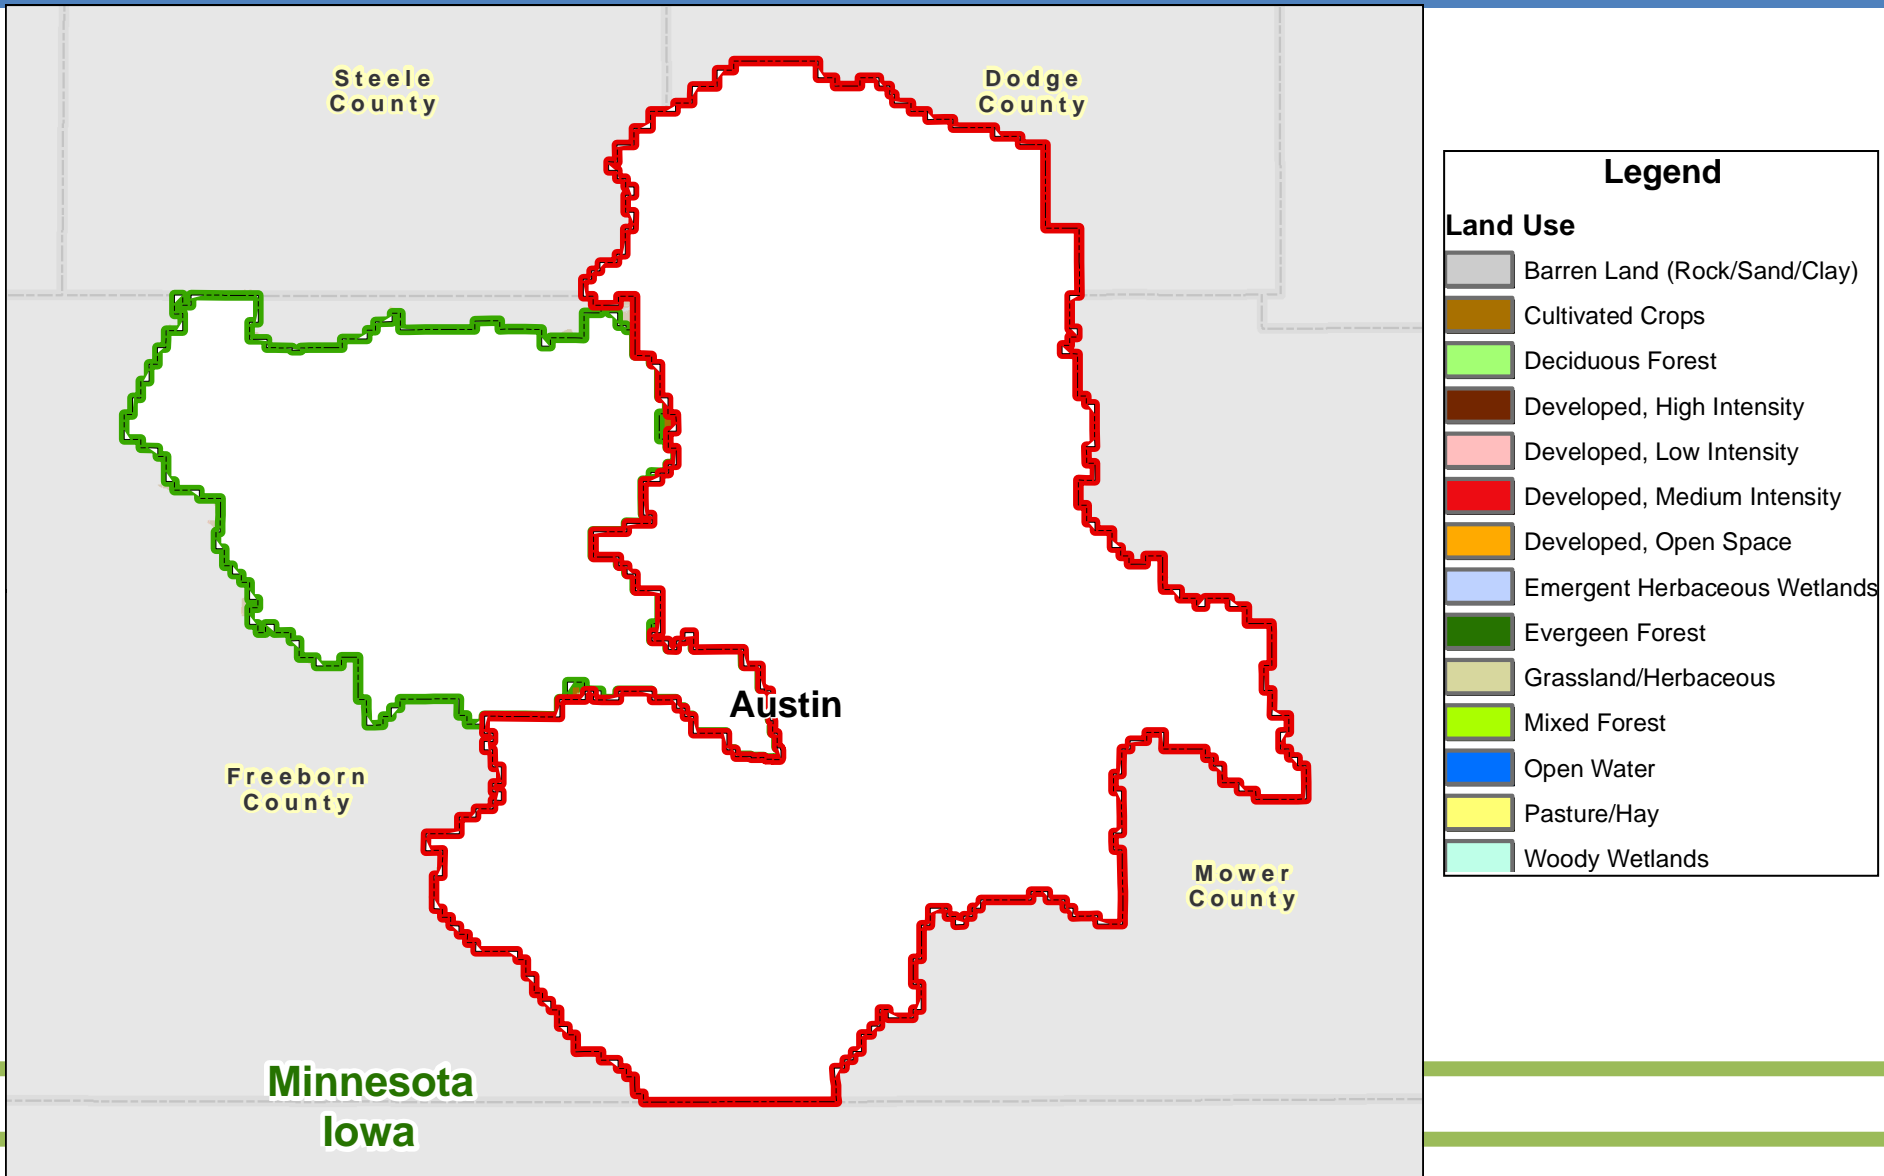 Steele
County
Dodge
County
Austin
Freeborn
County
Mower
County
Minnesota
Iowa
Legend
Land Use
Barren Land (Rock/Sand/Clay)
Cultivated Crops
Deciduous Forest
Developed, High Intensity
Developed, Low Intensity
Developed, Medium Intensity
Developed, Open Space
Emergent Herbaceous Wetlands
Evergeen Forest
Grassland/Herbaceous
Mixed Forest
Open Water
Pasture/Hay
Woody Wetlands